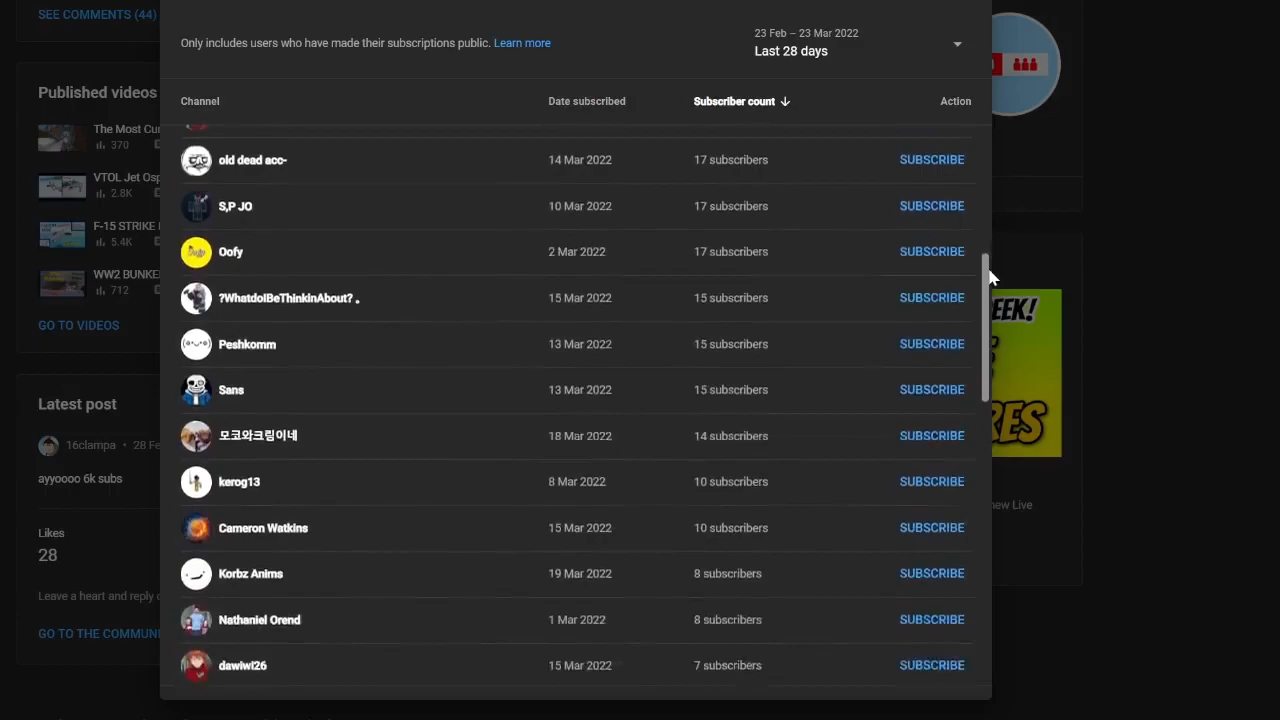 SEE COMMENTS (44)
Only includes users who have made their subscriptions public. Learn more
23 Feb – 23 Mar 2022
Last 28 days
Channel Date subscribed Subscriber count Action
old dead acc- 14 Mar 2022 17 subscribers SUBSCRIBE
S,P JO 10 Mar 2022 17 subscribers SUBSCRIBE
Oofy 2 Mar 2022 17 subscribers SUBSCRIBE
?WhatdoIBeThinkinAbout? 。 15 Mar 2022 15 subscribers SUBSCRIBE
Peshkomm 13 Mar 2022 15 subscribers SUBSCRIBE
Sans 13 Mar 2022 15 subscribers SUBSCRIBE
모코와크림이네 18 Mar 2022 14 subscribers SUBSCRIBE
kerog13 8 Mar 2022 10 subscribers SUBSCRIBE
Cameron Watkins 15 Mar 2022 10 subscribers SUBSCRIBE
Korbz Anims 19 Mar 2022 8 subscribers SUBSCRIBE
Nathaniel Orend 1 Mar 2022 8 subscribers SUBSCRIBE
dawiwi26 15 Mar 2022 7 subscribers SUBSCRIBE
Published videos
The Most Cu
370
VTOL Jet Osp
2.8K
F-15 STRIKE
5.4K
WW2 BUNKE
712
GO TO VIDEOS
Latest post
16clampa • 28 Fe
ayyoooo 6k subs
Likes
28
Leave a heart and reply
GO TO THE COMMUN
EEK!
RES
new Live